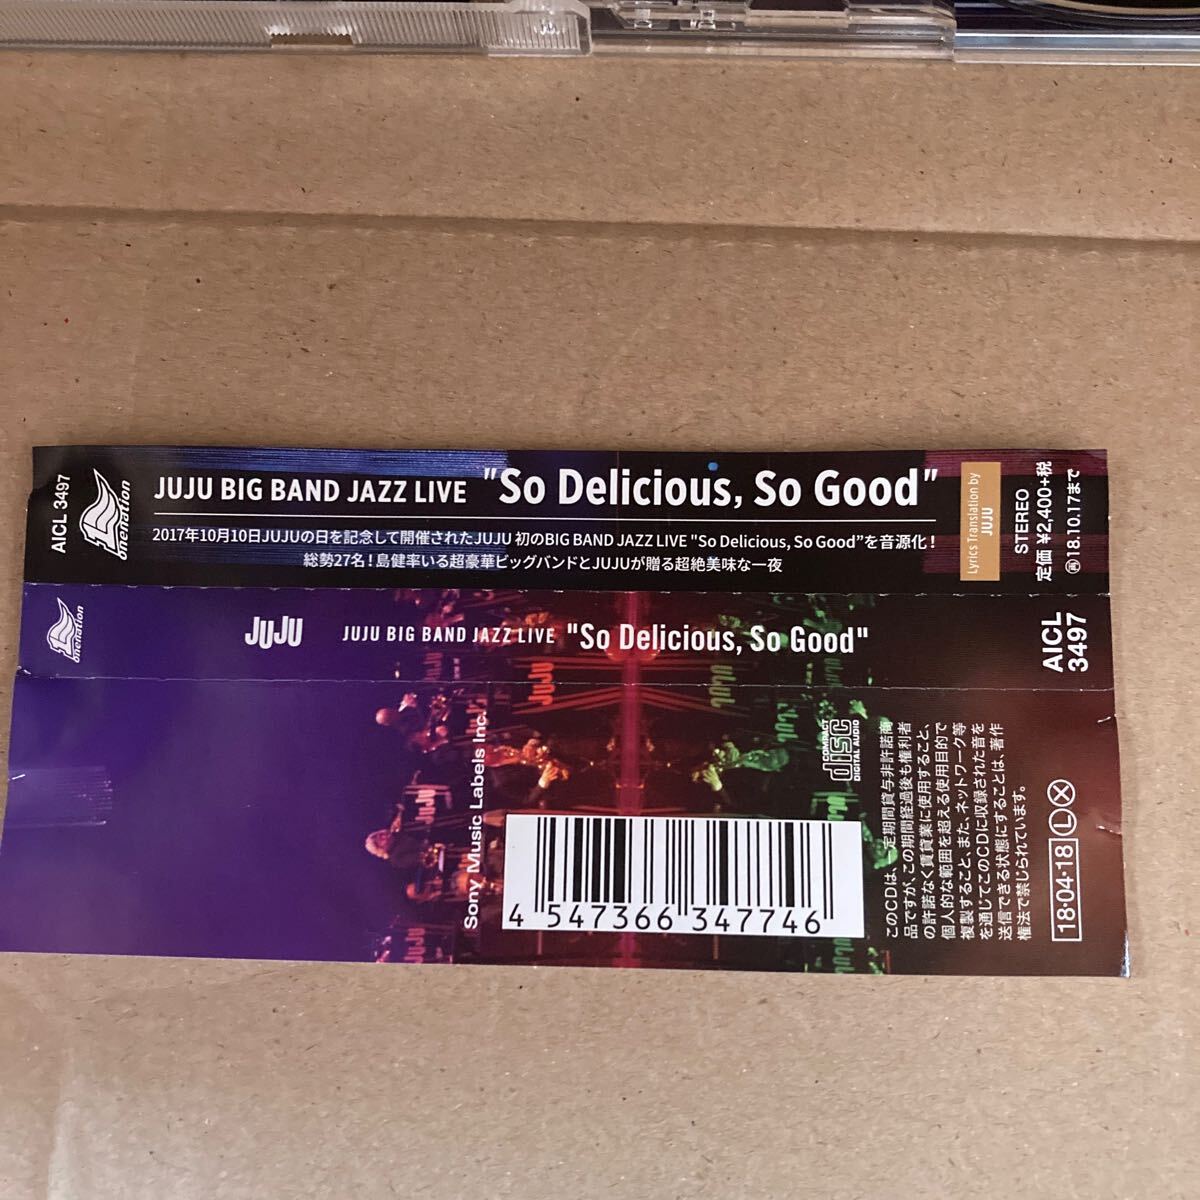 AICL 3497
onenation
JUJU BIG BAND JAZZ LIVE "So Delicious, So Good"
2017年10月10日JUJUの日を記念して開催されたJUJU 初のBIG BAND JAZZ LIVE "So Delicious, So Good”を音源化！
総勢27名！島健率いる超豪華ビッグバンドとJUJUが贈る超絶美味な一夜
Lyrics Translation by
JUJU
STEREO
定価 ¥2,400+税
㊢18.10.17まで
onenation
JUJU
JUJU BIG BAND JAZZ LIVE "So Delicious, So Good"
AICL
3497
JUJU
JUJU
JUJU
Sony Music Labels Inc.
4 547366 347746
COMPACT
disc
DIGITAL AUDIO
このCDは、一定期間貸与非許諾商
品ですが、この期間経過後も権利者
の許諾なく賃貸業に使用すること、
個人的な範囲を超える使用目的で
複製すること、また、ネットワーク等
を通じてこのCDに収録された音を
送信できる状態にすることは、著作
権法で禁じられています。
18・04・18 Ⓛ Ⓧ